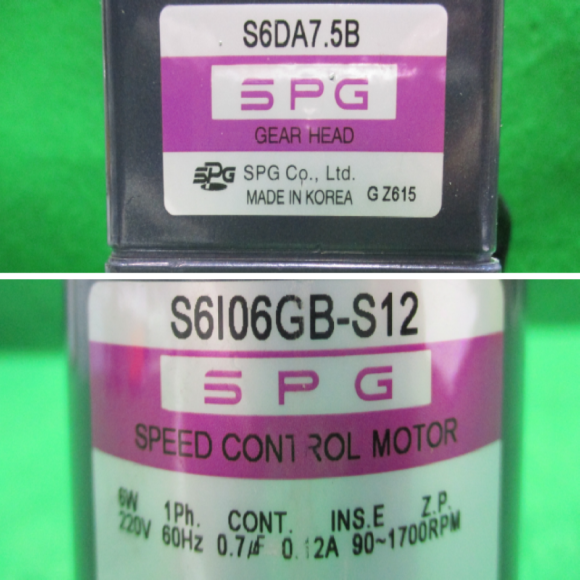 S6DA7.5B
SPG
GEAR HEAD
SPG SPG Co., Ltd.
MADE IN KOREA G Z615
S6I06GB-S12
SPG
SPEED CONTROL MOTOR
6W 1Ph. CONT. INS.E Z.P.
220V 60Hz 0.7µF 0.12A 90~1700RPM